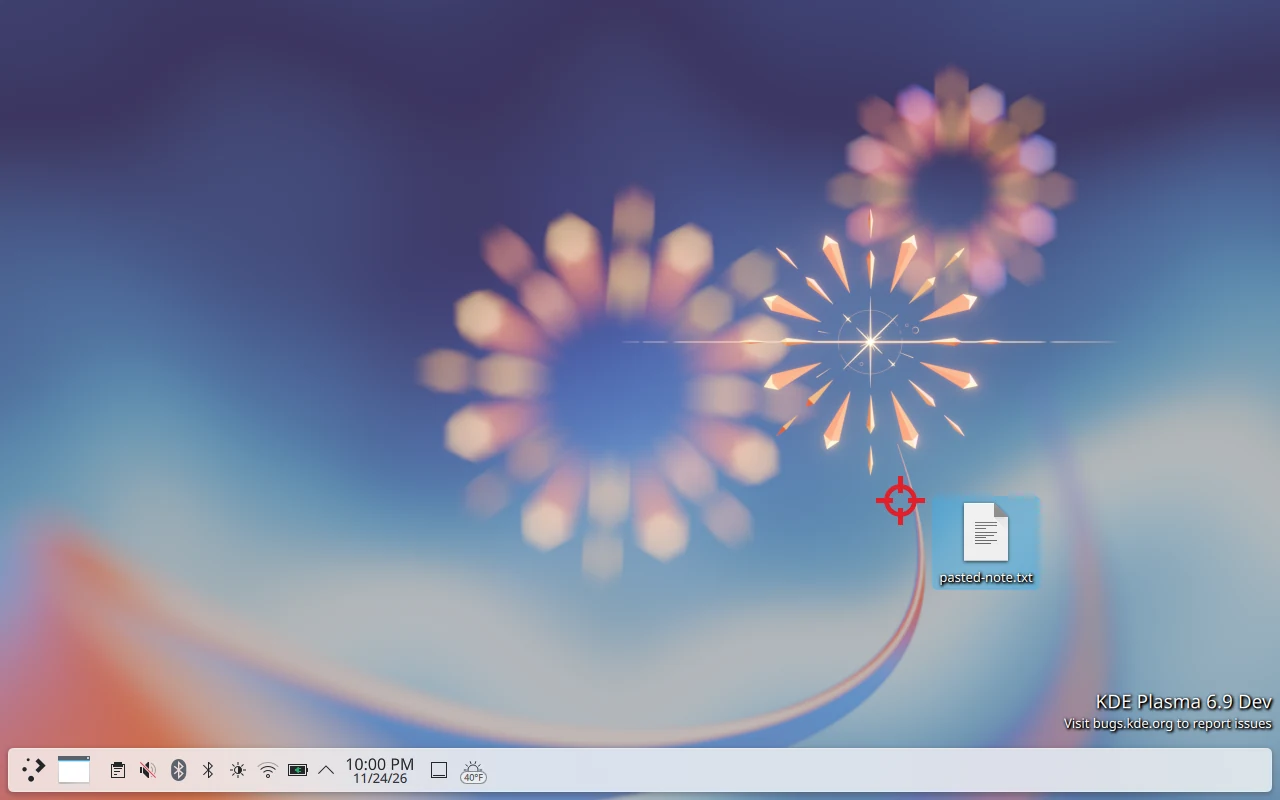 pasted-note.txt
KDE Plasma 6.9 Dev
Visit bugs.kde.org to report issues
10:00 PM
11/24/26
40°F